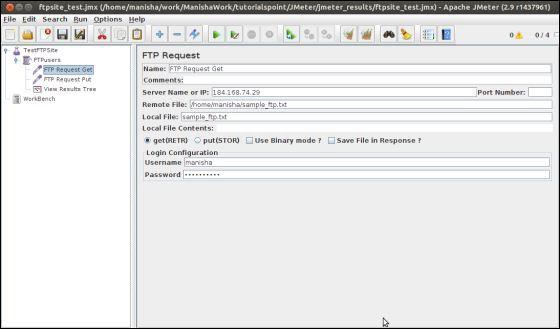 ftpsite_test.jmx (/home/manisha/work/ManishaWork/tutorialspoint/JMeter/jmeter_results/ftpsite_test.jmx) - Apache JMeter (2.9 r1437961)
File Edit Search Run Options Help
0 0 / 4
TestFTPSite
FTPusers
FTP Request Get
FTP Request Put
View Results Tree
WorkBench
FTP Request
Name: FTP Request Get
Comments:
Server Name or IP: 184.168.74.29 Port Number:
Remote File: /home/manisha/sample_ftp.txt
Local File: sample_ftp.txt
Local File Contents:
get(RETR) put(STOR) Use Binary mode ? Save File in Response ?
Login Configuration
Username manisha
Password ••••••••••